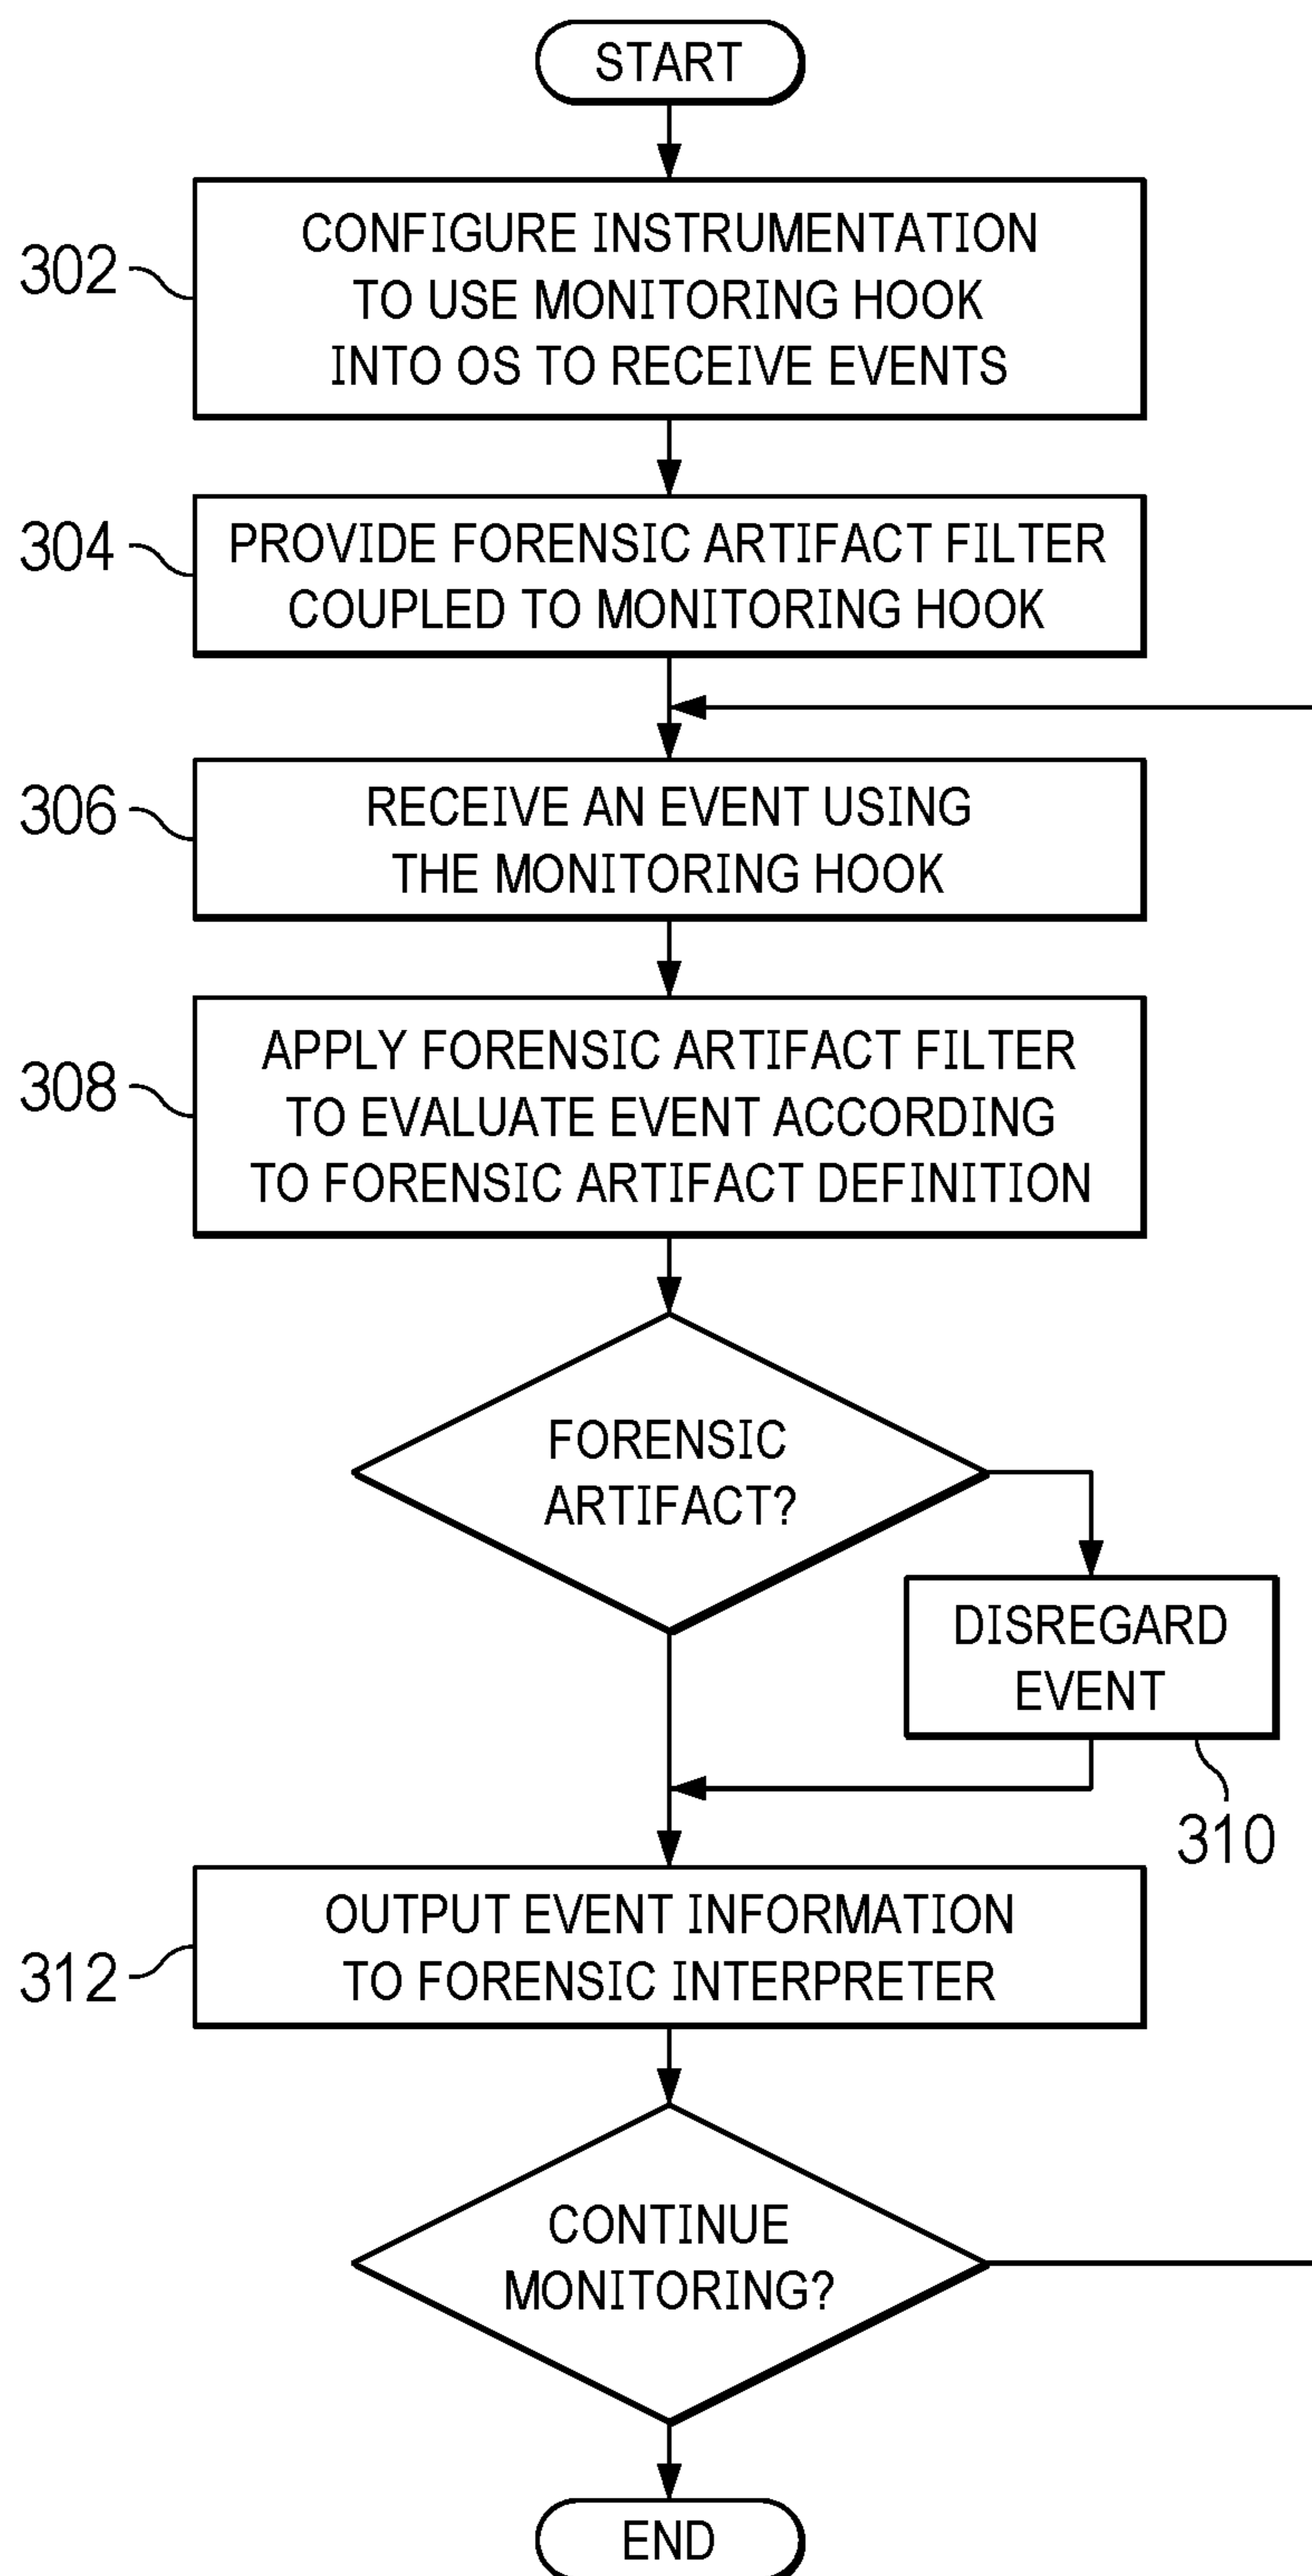 START
302
CONFIGURE INSTRUMENTATION
TO USE MONITORING HOOK
INTO OS TO RECEIVE EVENTS
304
PROVIDE FORENSIC ARTIFACT FILTER
COUPLED TO MONITORING HOOK
306
RECEIVE AN EVENT USING
THE MONITORING HOOK
308
APPLY FORENSIC ARTIFACT FILTER
TO EVALUATE EVENT ACCORDING
TO FORENSIC ARTIFACT DEFINITION
FORENSIC
ARTIFACT?
DISREGARD
EVENT
310
312
OUTPUT EVENT INFORMATION
TO FORENSIC INTERPRETER
CONTINUE
MONITORING?
END